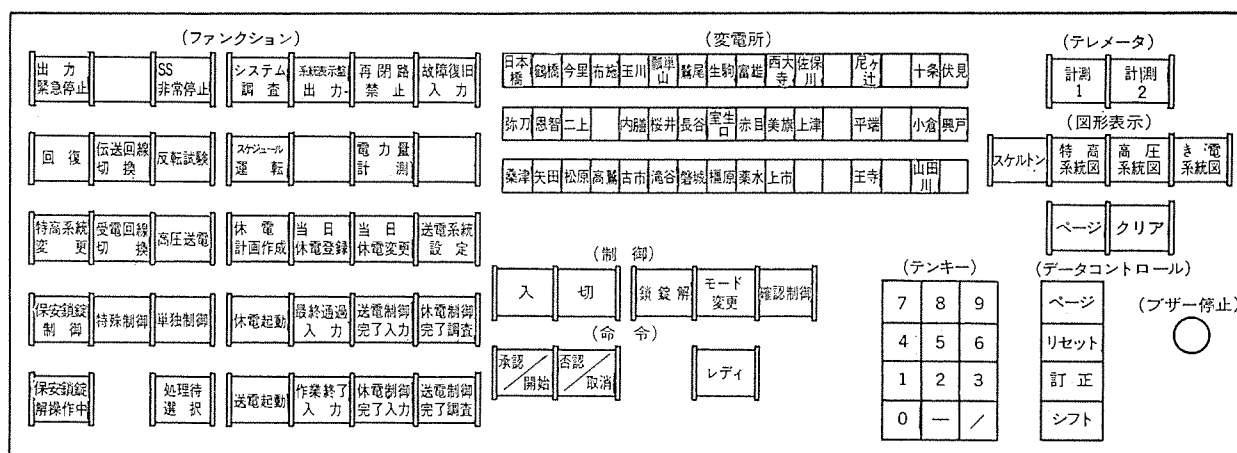 (ファンクション)
出力
緊急停止
SS
非常停止
システム
調査
系統表示盤
出力
再閉路
禁止
故障復旧
入力
回復
伝送回線
切換
反転試験
スケジュール
運転
電力量
計測
特高系統
変更
受電回線
切換
高圧送電
休電
計画作成
当日
休電登録
当日
休電変更
送電系統
設定
保安鎖錠
制御
特殊制御
単独制御
休電起動
最終通過
入力
送電制御
完了入力
休電制御
完了調査
保安鎖錠
解操作中
処理待
選択
送電起動
作業終了
入力
休電制御
完了入力
送電制御
完了調査
(変電所)
日本橋
鶴橋
今里
布施
玉川
瓢箪山
鷲尾
生駒
富雄
西大寺
佐保川
尼ヶ辻
十条
伏見
弥刀
恩智
二上
内膳
桜井
長谷
室生口
赤目
美旗
上津
平端
小倉
興戸
桑津
矢田
松原
高鷲
古市
滝谷
磐城
橿原
薬水
上市
王寺
山田川
(制御)
入
切
鎖錠解
モード
変更
確認制御
(命令)
承認/開始
否認/取消
レディ
(テレメータ)
計測
1
計測
2
(図形表示)
スケルトン
特高
系統図
高圧
系統図
き電
系統図
ページ
クリア
(テンキー)
7 8 9
4 5 6
1 2 3
0 ー /
(データコントロール)
ページ
リセット
訂正
シフト
(ブザー停止)